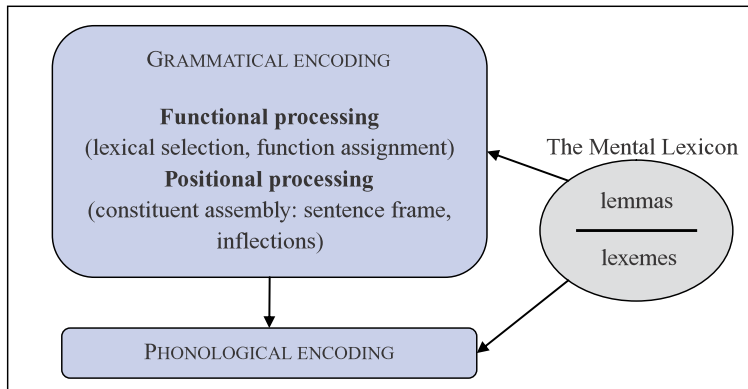 GRAMMATICAL ENCODING
Functional processing
(lexical selection, function assignment)
Positional processing
(constituent assembly: sentence frame,
inflections)
The Mental Lexicon
lemmas
lexemes
PHONOLOGICAL ENCODING